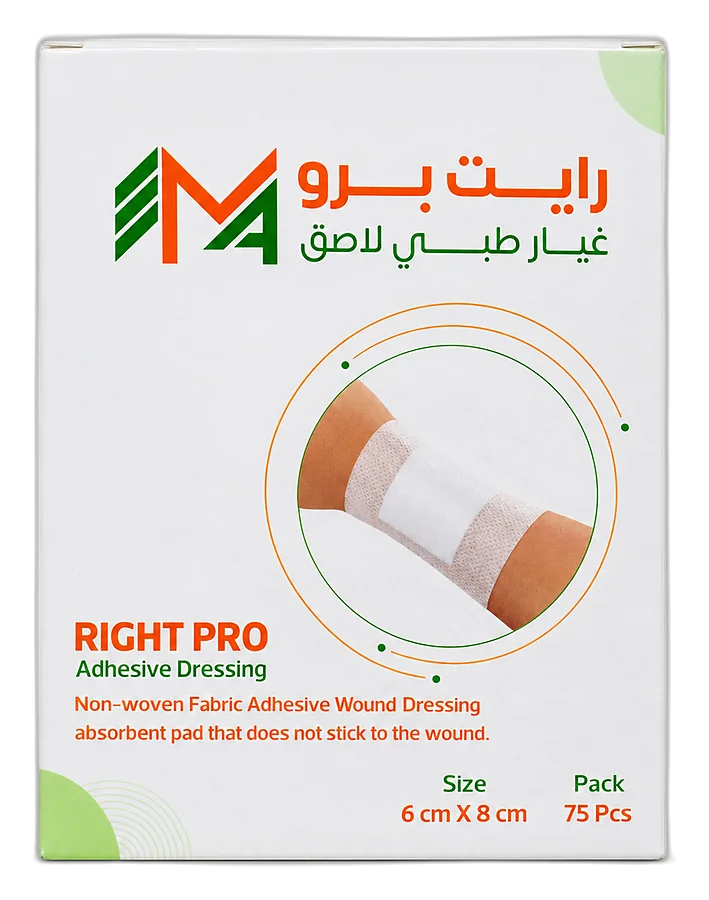 رايت برو
غيار طبي لاصق
RIGHT PRO
Adhesive Dressing
Non-woven Fabric Adhesive Wound Dressing
absorbent pad that does not stick to the wound.
Size
6 cm X 8 cm
Pack
75 Pcs